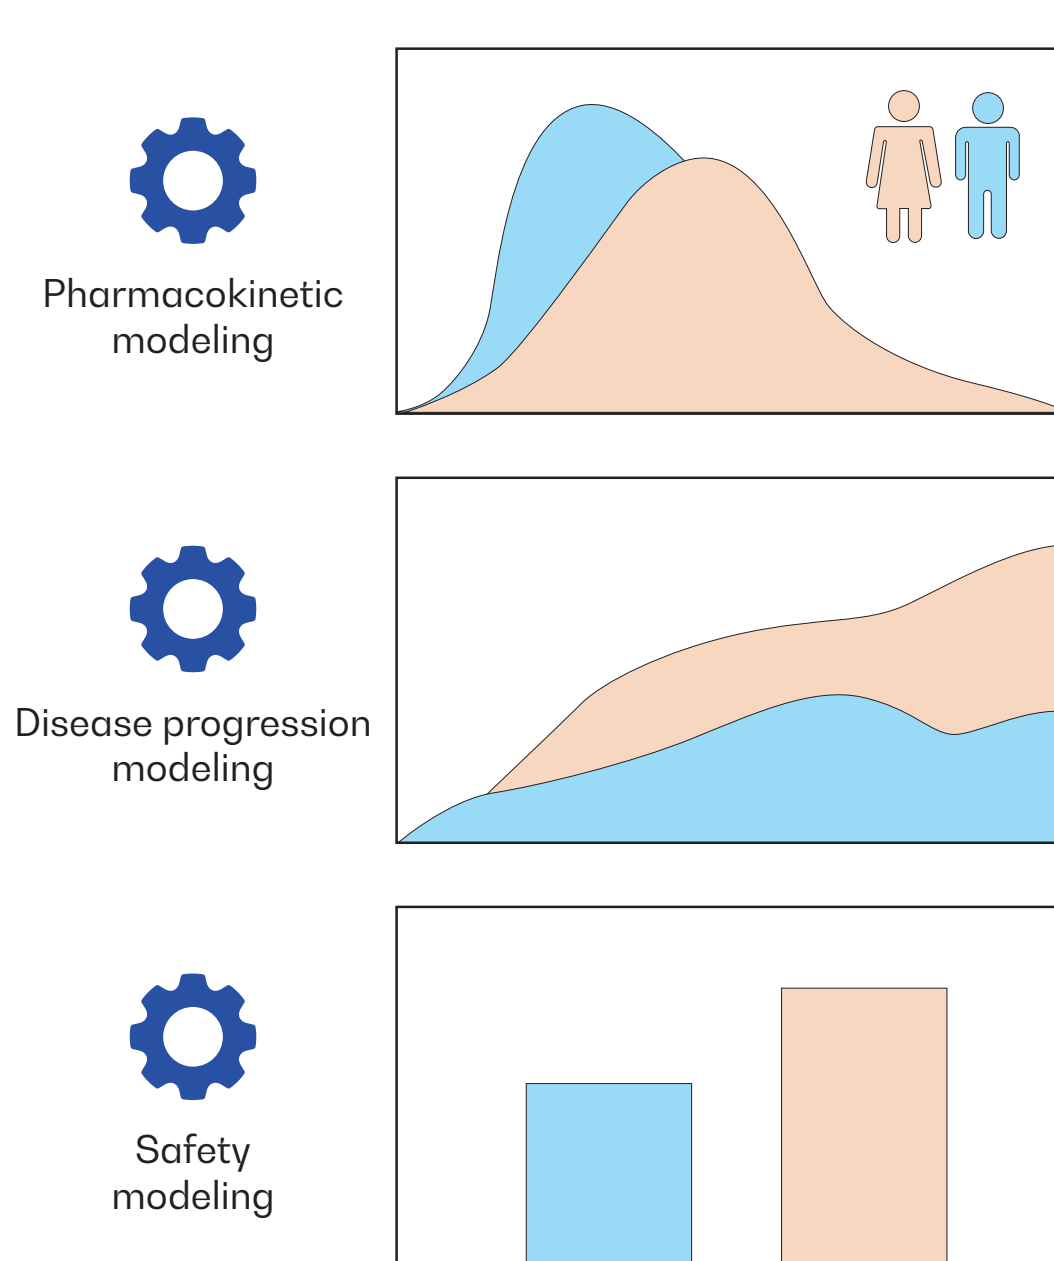 Pharmacokinetic
modeling
Disease progression
modeling
Safety
modeling